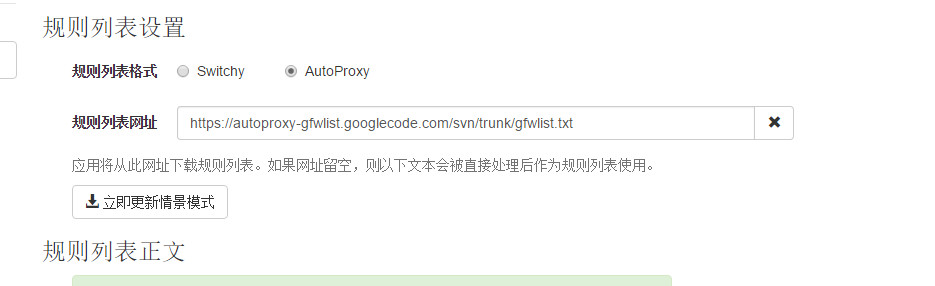 规则列表设置
规则列表格式 Switchy AutoProxy
规则列表网址 https://autoproxy-gfwlist.googlecode.com/svn/trunk/gfwlist.txt
应用将从此网址下载规则列表。如果网址留空，则以下文本会被直接处理后作为规则列表使用。
立即更新情景模式
规则列表正文